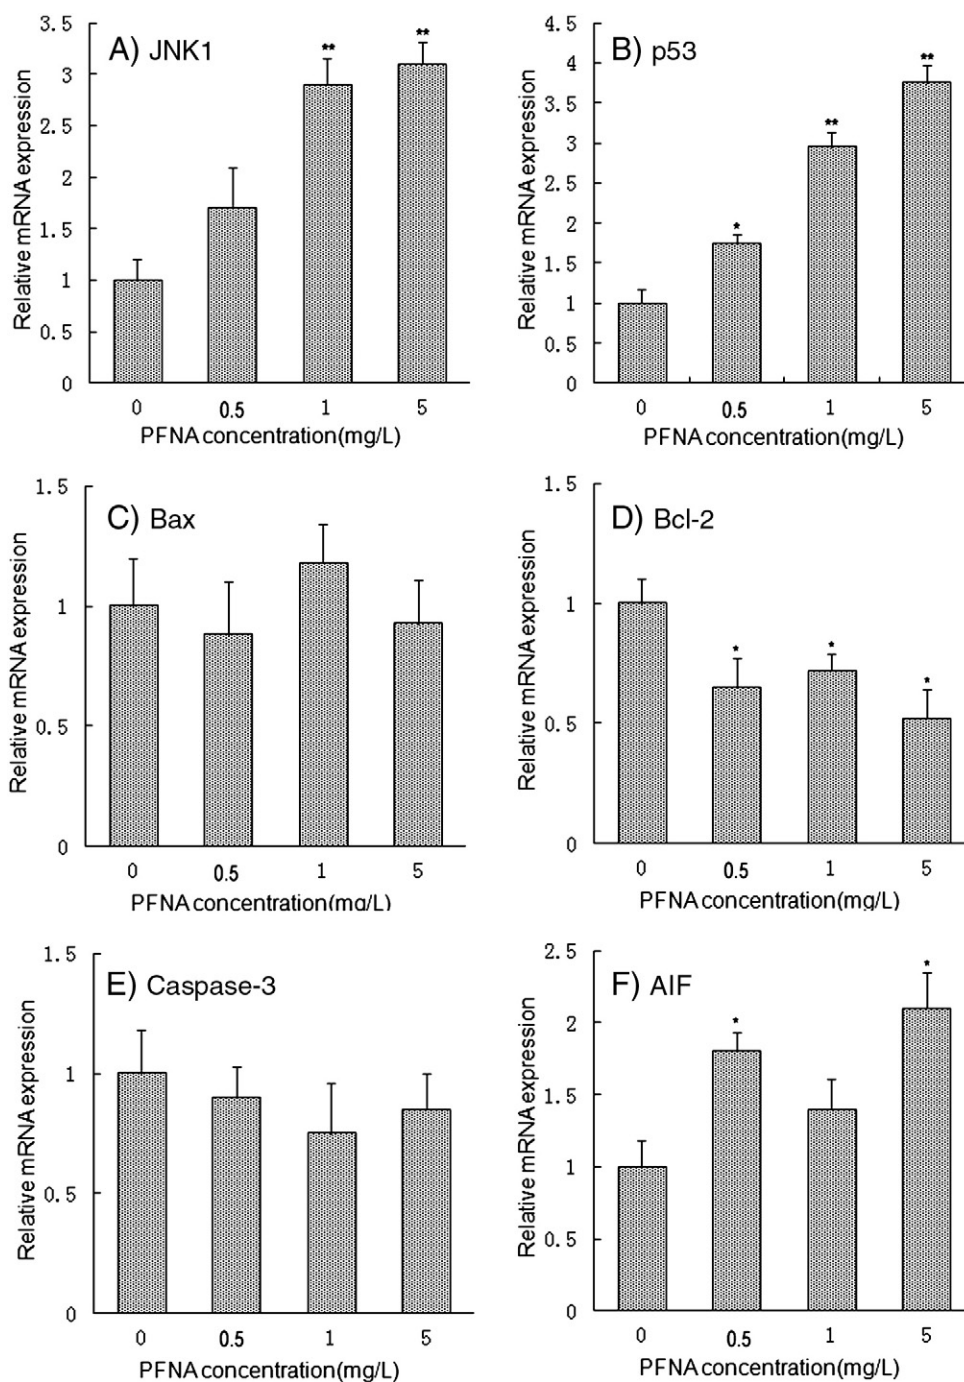 A) JNK1
Relative mRNA expression
3.5
3
2.5
2
1.5
1
0.5
0
** **
0 0.5 1 5
PFNA concentration(mg/L)
B) p53
Relative mRNA expression
4.5
4
3.5
3
2.5
2
1.5
1
0.5
0
* ** **
0 0.5 1 5
PFNA concentration(mg/L)
C) Bax
Relative mRNA expression
1.5
1
0.5
0
0 0.5 1 5
PFNA concentration(mg/L)
D) Bcl-2
Relative mRNA expression
1.5
1
0.5
0
* * *
0 0.5 1 5
PFNA concentration(mg/L)
E) Caspase-3
Relative mRNA expression
1.5
1
0.5
0
0 0.5 1 5
PFNA concentration(mg/L)
F) AIF
Relative mRNA expression
2.5
2
1.5
1
0.5
0
* *
0 0.5 1 5
PFNA concentration(mg/L)